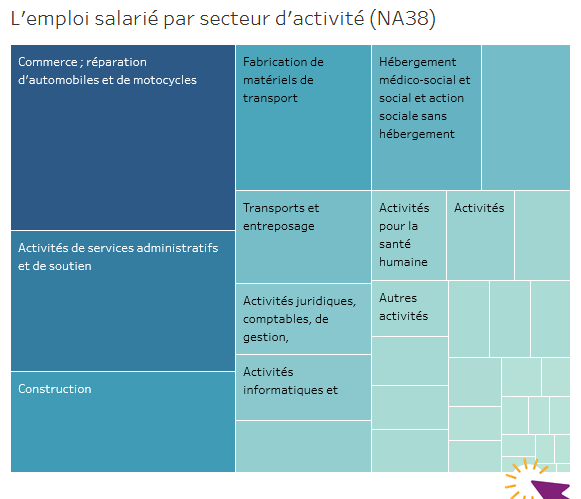 L'emploi salarié par secteur d'activité (NA38)
Commerce ; réparation
d'automobiles et de motocycles
Activités de services administratifs
et de soutien
Construction
Fabrication de
matériels de
transport
Transports et
entreposage
Activités juridiques,
comptables, de
gestion,
Activités
informatiques et
Hébergement
médico-social et
social et action
sociale sans
hébergement
Activités
pour la
santé
humaine
Activités
Autres
activités